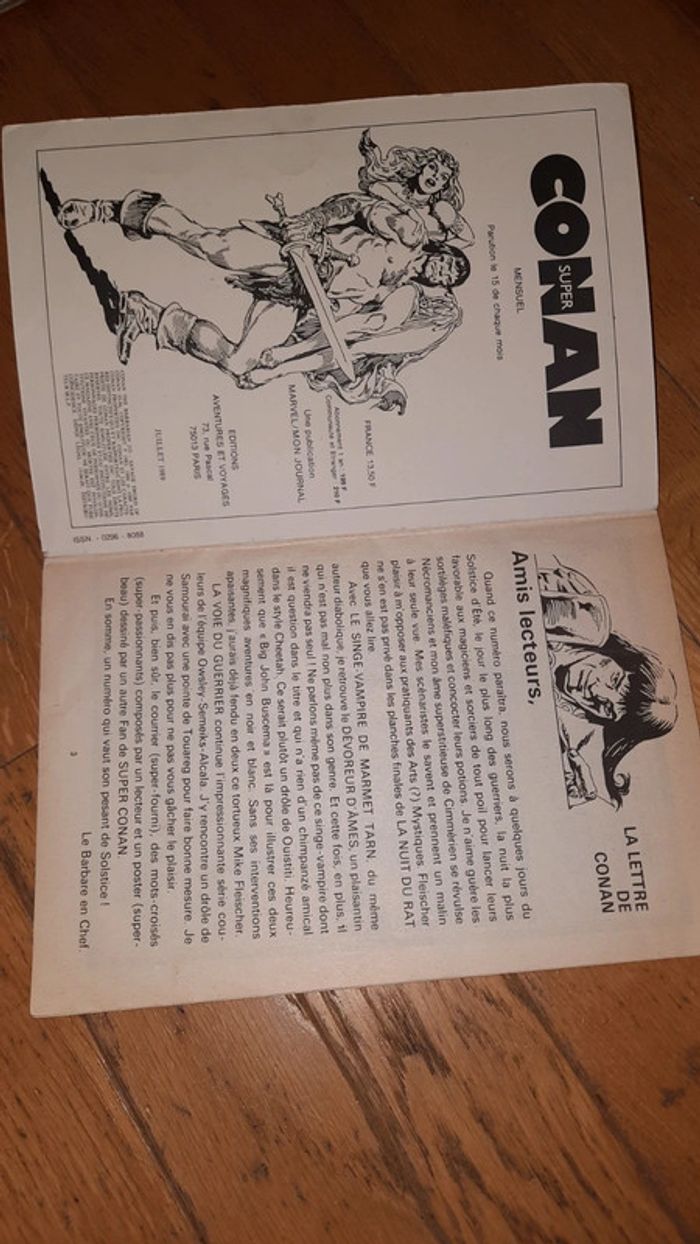 SUPER
CONAN
MENSUEL
Parution le 15 de chaque mois
FRANCE 13,50 F
Abonnement 1 an : 189 F
Communauté et Etranger : 210 F
Une publication
MARVEL/MON JOURNAL
EDITIONS
AVENTURES ET VOYAGES
73, rue Pascal
75013 PARIS
JUILLET 1989
ISSN - 0296 - 8058
LA LETTRE
DE
CONAN
Amis lecteurs,
Quand ce numéro paraîtra, nous serons à quelques jours du
Solstice d'Été, le jour le plus long des guerriers, la nuit la plus
favorable aux magiciens et sorciers de tout poil pour lancer leurs
sortilèges maléfiques et concocter leurs potions. Je n'aime guère les
Nécromanciens et mon âme superstitieuse de Cimmérien se révulse
à leur seule vue. Mes scénaristes le savent et prennent un malin
plaisir à m'opposer aux pratiquants des Arts (?) Mystiques. Fleischer
ne s'en est pas privé dans les planches finales de LA NUIT DU RAT
que vous allez lire.
Avec LE SINGE-VAMPIRE DE MARMET TARN, du même
auteur diabolique, je retrouve le DÉVOREUR D'ÂMES, un plaisantin
qui n'est pas mal non plus dans son genre. Et cette fois, en plus, il
ne viendra pas seul ! Ne parlons même pas de ce singe-vampire dont
il est question dans le titre et qui n'a rien d'un chimpanzé amical
dans le style Cheetah. Ce serait plutôt un drôle de Ouistiti. Heureu-
sement que « Big John Buscema » est là pour illustrer ces deux
magnifiques aventures en noir et blanc. Sans ses interventions
apaisantes, j'aurais déjà fendu en deux ce tortueux Mike Fleischer.
LA VOIE DU GUERRIER continue l'impressionnante série cou-
leurs de l'équipe Owsley-Semeiks-Alcala. J'y rencontre un drôle de
Samouraï avec une pointe de Touareg pour faire bonne mesure. Je
ne vous en dis pas plus pour ne pas vous gâcher le plaisir.
Et puis, bien sûr, le courrier (super-fourni), des mots-croisés
(super-passionnants) composés par un lecteur et un poster (super-
beau) dessiné par un autre Fan de SUPER CONAN.
En somme, un numéro qui vaut son pesant de Solstice !
Le Barbare en Chef.
3